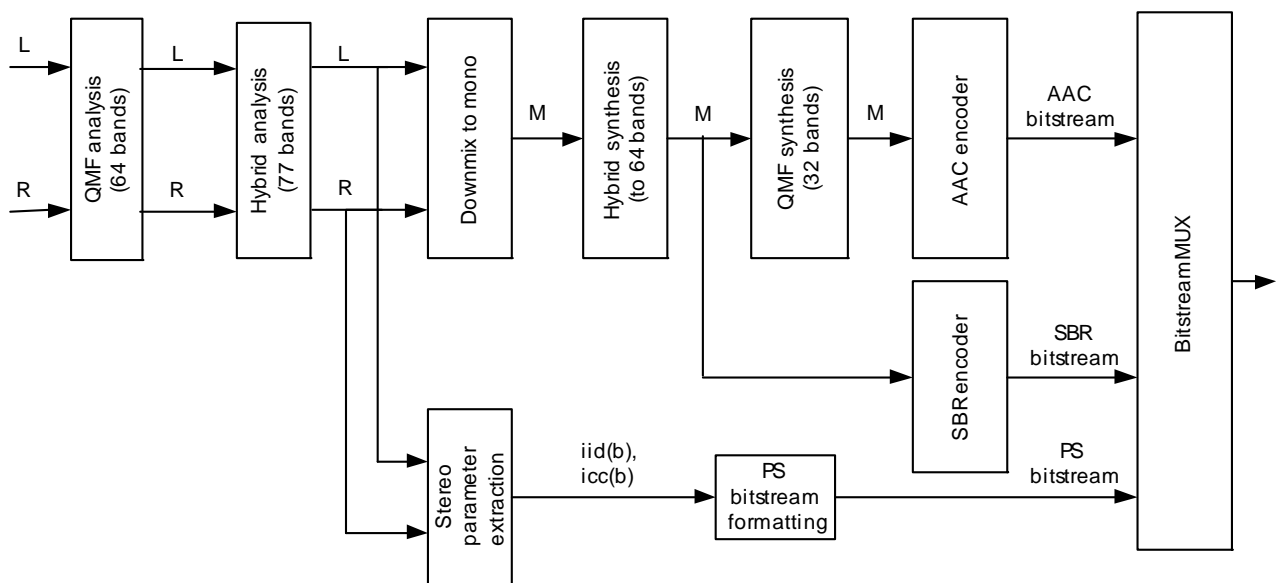 L
R
QMF analysis
(64 bands)
L
R
Hybrid analysis
(77 bands)
L
R
Downmix to mono
M
Hybrid synthesis
(to 64 bands)
M
QMF synthesis
(32 bands)
M
AAC encoder
AAC
bitstream
SBR encoder
SBR
bitstream
Stereo
parameter
extraction
iid(b),
icc(b)
PS
bitstream
formatting
PS
bitstream
Bitstream MUX